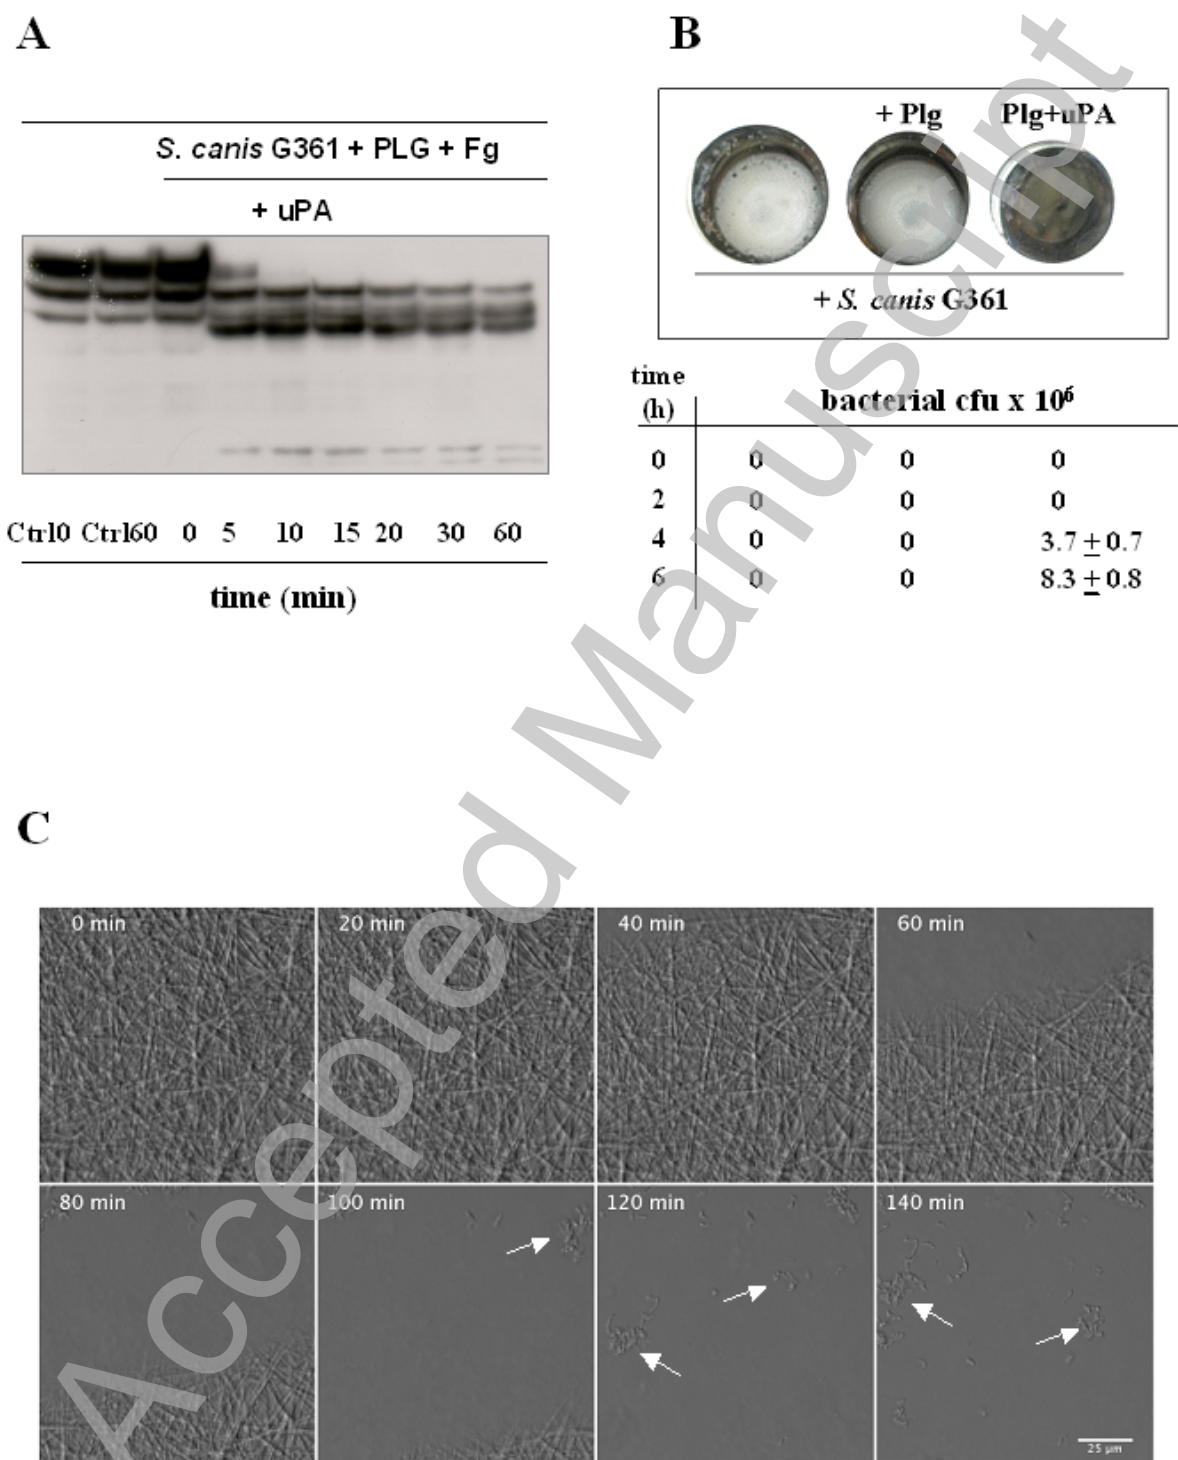 A
S. canis G361 + PLG + Fg
+ uPA
Ctrl0 Ctrl60 0 5 10 15 20 30 60
time (min)
B
+ Plg Plg+uPA
+ S. canis G361
time (h) bacterial cfu x 10⁶
0 0 0 0
2 0 0 0
4 0 0 3.7 ± 0.7
6 0 0 8.3 ± 0.8
C
0 min 20 min 40 min 60 min
80 min 100 min 120 min 140 min
25 µm
Accepted Manuscript